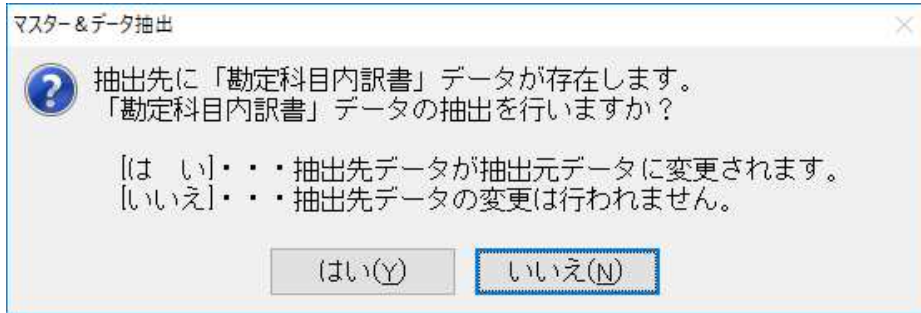 マスター＆データ抽出
抽出先に「勘定科目内訳書」データが存在します。
「勘定科目内訳書」データの抽出を行いますか？
[は　い]・・・抽出先データが抽出元データに変更されます。
[いいえ]・・・抽出先データの変更は行われません。
はい(Y)
いいえ(N)